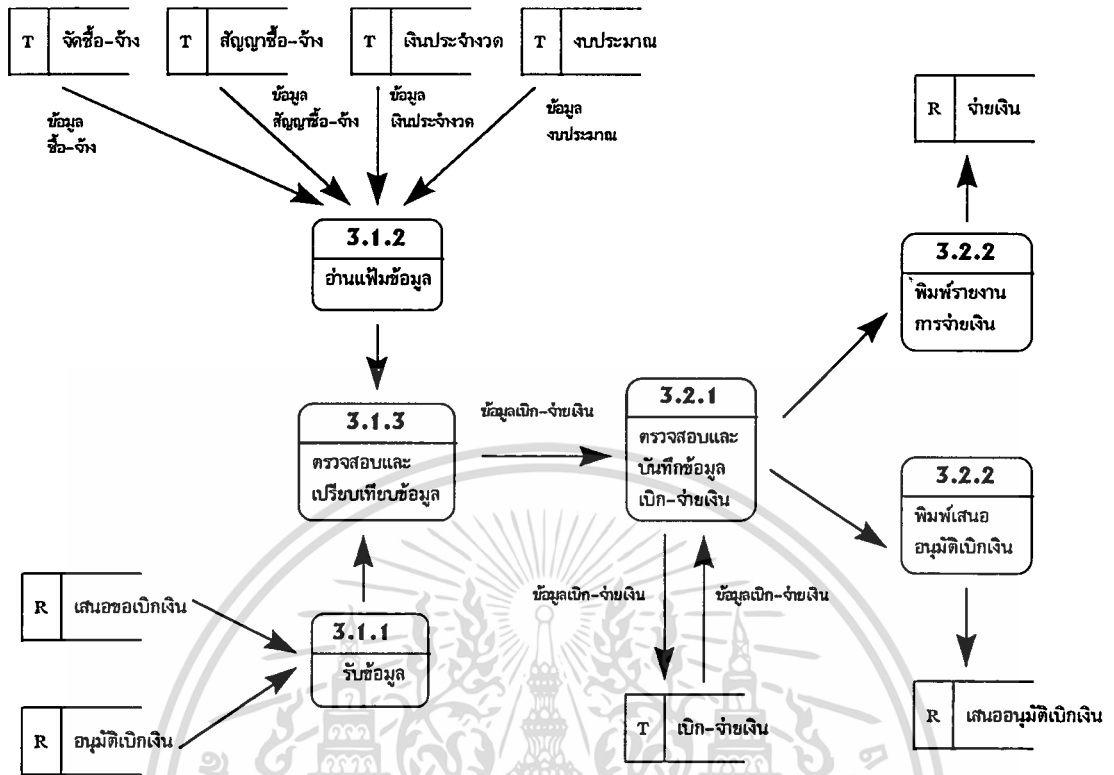 T จัดซื้อ-จ้าง
T สัญญาซื้อ-จ้าง
T เงินประจำงวด
T งบประมาณ
ข้อมูล
ซื้อ-จ้าง
ข้อมูล
สัญญาซื้อ-จ้าง
ข้อมูล
เงินประจำงวด
ข้อมูล
งบประมาณ
R จ่ายเงิน
3.1.2
อ่านแฟ้มข้อมูล
3.2.2
พิมพ์รายงาน
การจ่ายเงิน
3.1.3
ตรวจสอบและ
เปรียบเทียบข้อมูล
ข้อมูลเบิก-จ่ายเงิน
3.2.1
ตรวจสอบและ
บันทึกข้อมูล
เบิก-จ่ายเงิน
3.2.2
พิมพ์เสนอ
อนุมัติเบิกเงิน
R เสนอขอเบิกเงิน
3.1.1
รับข้อมูล
R อนุมัติเบิกเงิน
ข้อมูลเบิก-จ่ายเงิน
ข้อมูลเบิก-จ่ายเงิน
T เบิก-จ่ายเงิน
R เสนออนุมัติเบิกเงิน